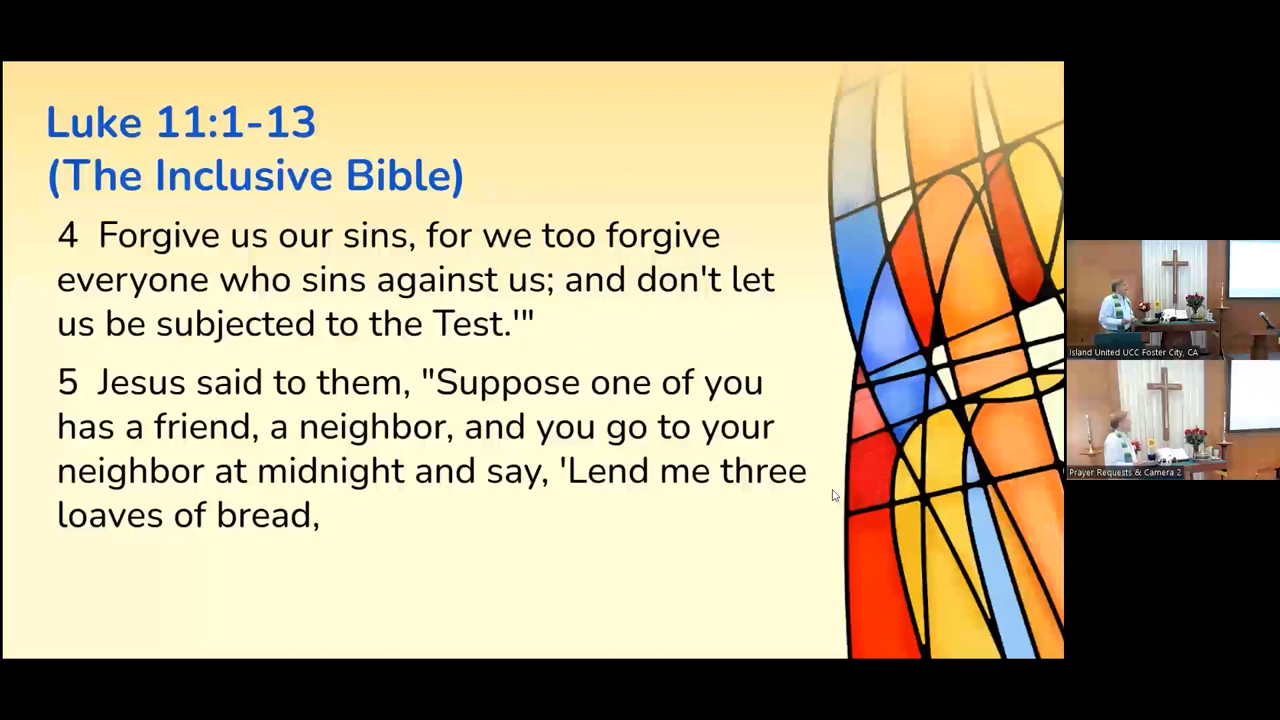 Luke 11:1-13
(The Inclusive Bible)
4 Forgive us our sins, for we too forgive
everyone who sins against us; and don't let
us be subjected to the Test.'"
5 Jesus said to them, "Suppose one of you
has a friend, a neighbor, and you go to your
neighbor at midnight and say, 'Lend me three
loaves of bread,
Island United UCC Foster City, CA
Prayer Requests & Camera 2